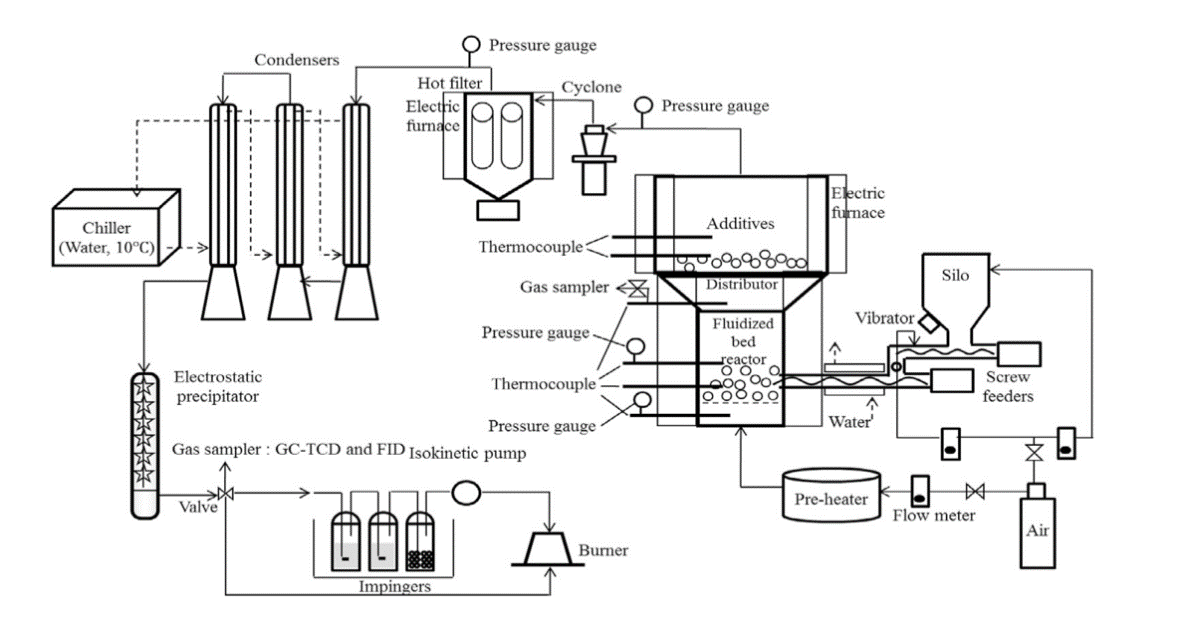 Pressure gauge
Condensers
Hot filter
Cyclone
Electric
furnace
Pressure gauge
Electric
furnace
Additives
Chiller
(Water, 10℃)
Thermocouple
Silo
Gas sampler
Distributor
Vibrator
Fluidized
bed
reactor
Pressure gauge
Electrostatic
precipitator
Thermocouple
Screw
feeders
Pressure gauge
Water
Gas sampler : GC-TCD and FID
Isokinetic pump
Valve
Pre-heater
Flow meter
Air
Burner
Impingers